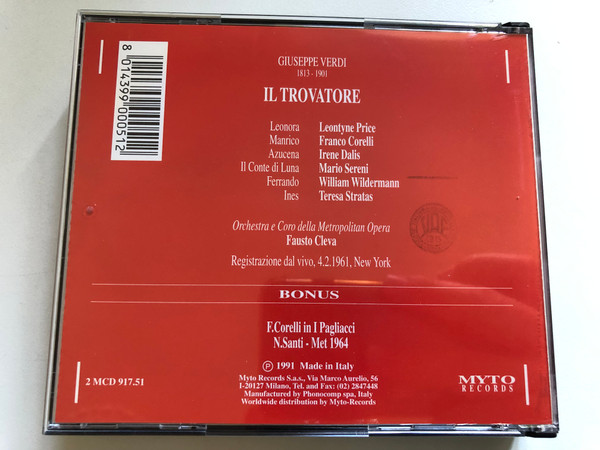 8 014399 000512
GIUSEPPE VERDI
1813 - 1901
IL TROVATORE
Leonora Leontyne Price
Manrico Franco Corelli
Azucena Irene Dalis
Il Conte di Luna Mario Sereni
Ferrando William Wildermann
Ines Teresa Stratas
Orchestra e Coro della Metropolitan Opera
Fausto Cleva
Registrazione dal vivo, 4.2.1961, New York
BONUS
F.Corelli in I Pagliacci
N.Santi - Met 1964
℗ 1991 Made in Italy
Myto Records S.a.s., Via Marco Aurelio, 56
I-20127 Milano, Tel. and Fax: (02) 2847448
Manufactured by Phonocomp spa, Italy
Worldwide distribution by Myto-Records
2 MCD 917.51
MYTO
RECORDS